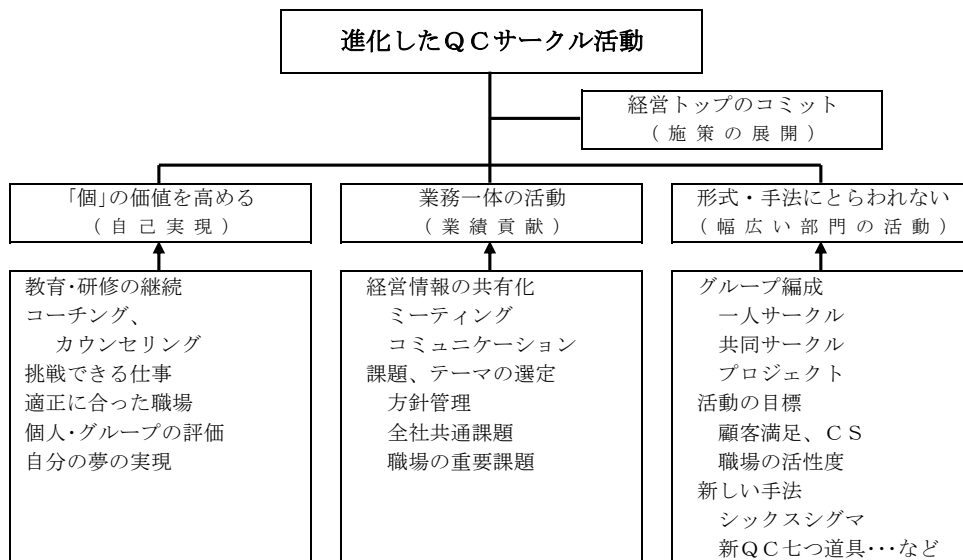 進化したＱＣサークル活動
経営トップのコミット
（施策の展開）
｢個｣の価値を高める
（自己実現）
教育･研修の継続
コーチング、
カウンセリング
挑戦できる仕事
適正に合った職場
個人･グループの評価
自分の夢の実現
業務一体の活動
（業績貢献）
経営情報の共有化
ミーティング
コミュニケーション
課題、テーマの選定
方針管理
全社共通課題
職場の重要課題
形式・手法にとらわれない
（幅広い部門の活動）
グループ編成
一人サークル
共同サークル
プロジェクト
活動の目標
顧客満足、ＣＳ
職場の活性度
新しい手法
シックスシグマ
新ＱＣ七つ道具･･･など